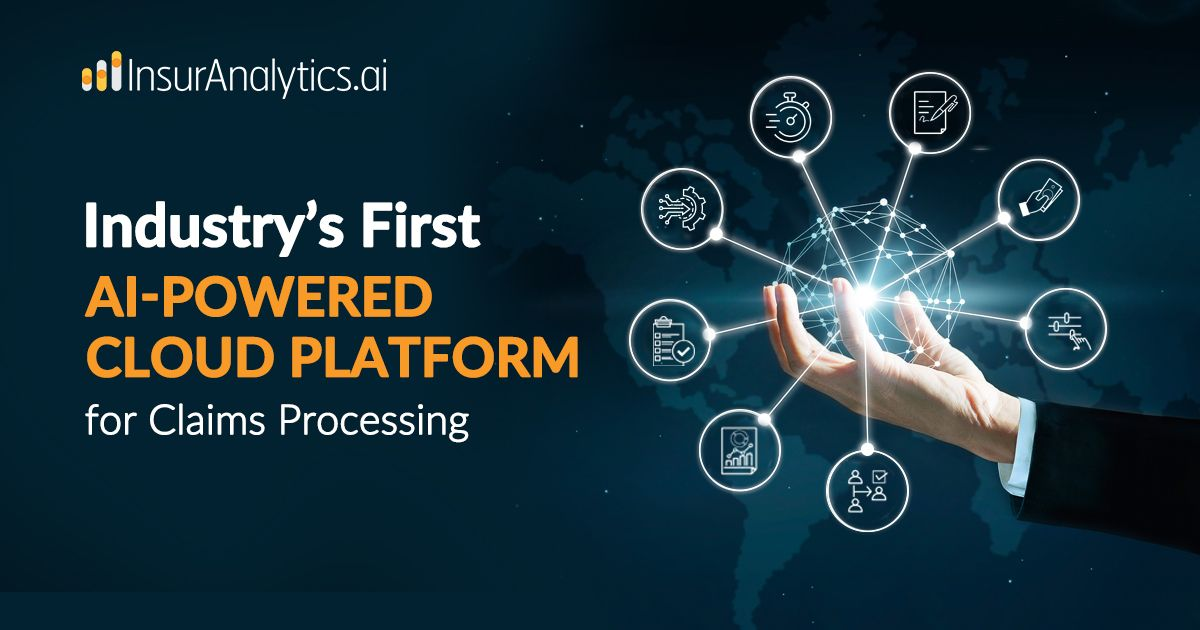 InsurAnalytics.ai
Industry’s First
AI-POWERED
CLOUD PLATFORM
for Claims Processing